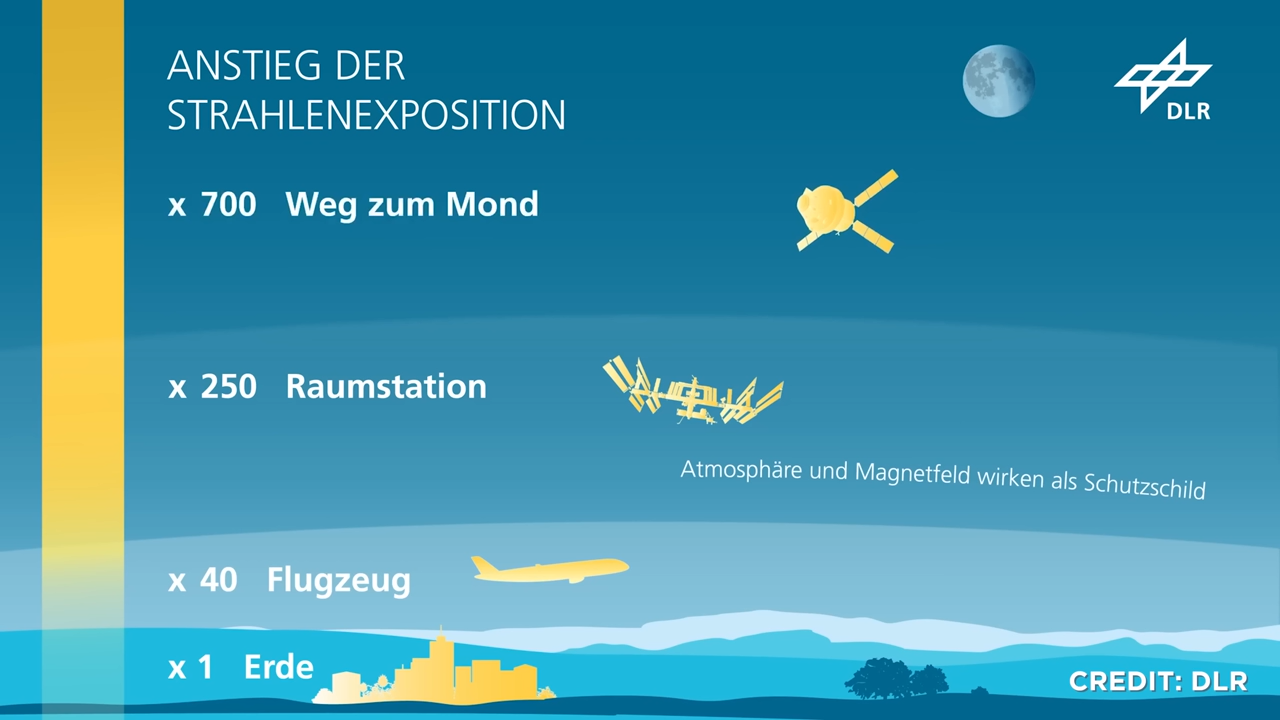 ANSTIEG DER
STRAHLENEXPOSITION
DLR
x 700 Weg zum Mond
x 250 Raumstation
Atmosphäre und Magnetfeld wirken als Schutzschild
x 40 Flugzeug
x 1 Erde
CREDIT: DLR